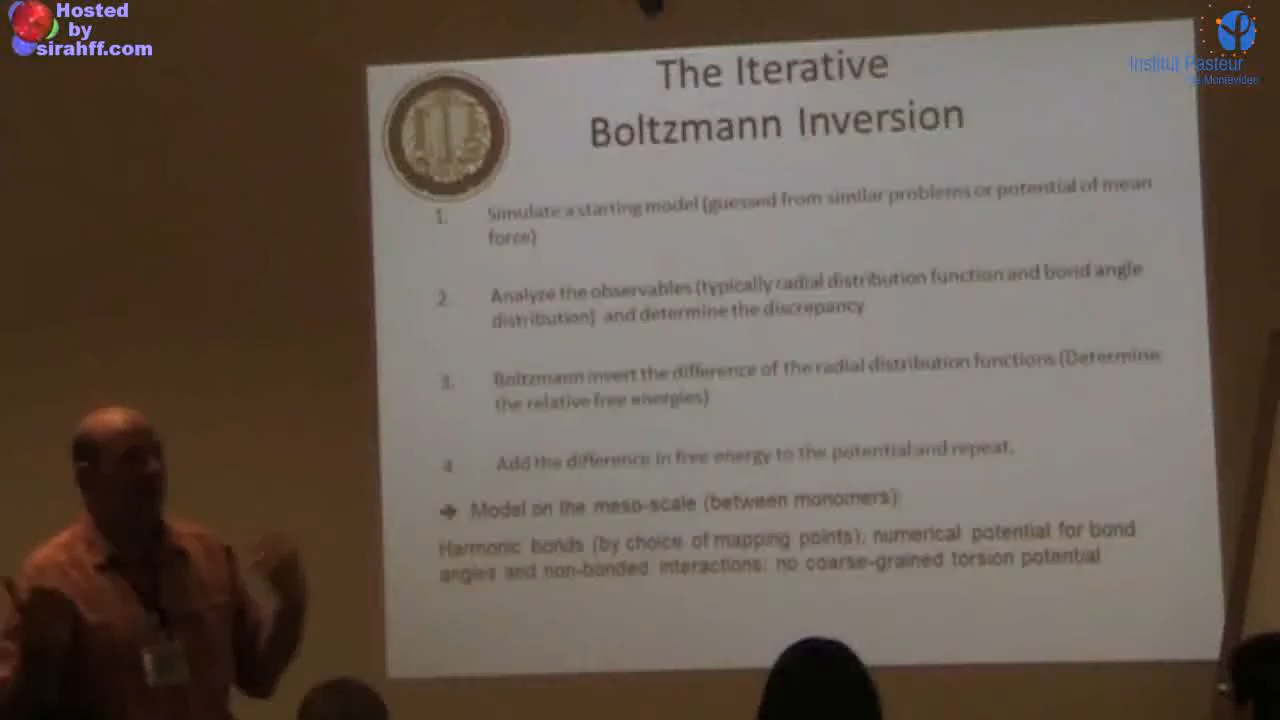 Hosted
by
sirahff.com
Institut Pasteur
de Montevideo
The Iterative
Boltzmann Inversion
1. Simulate a starting model (guessed from similar problems or potential of mean
force)
2. Analyze the observables (typically radial distribution function and bond angle
distribution) and determine the discrepancy
3. Boltzmann invert the difference of the radial distribution functions (Determine
the relative free energies)
4 Add the difference in free energy to the potential and repeat.
➔ Model on the meso-scale (between monomers):
Harmonic bonds (by choice of mapping points), numerical potential for bond
angles and non-bonded interactions; no coarse-grained torsion potential